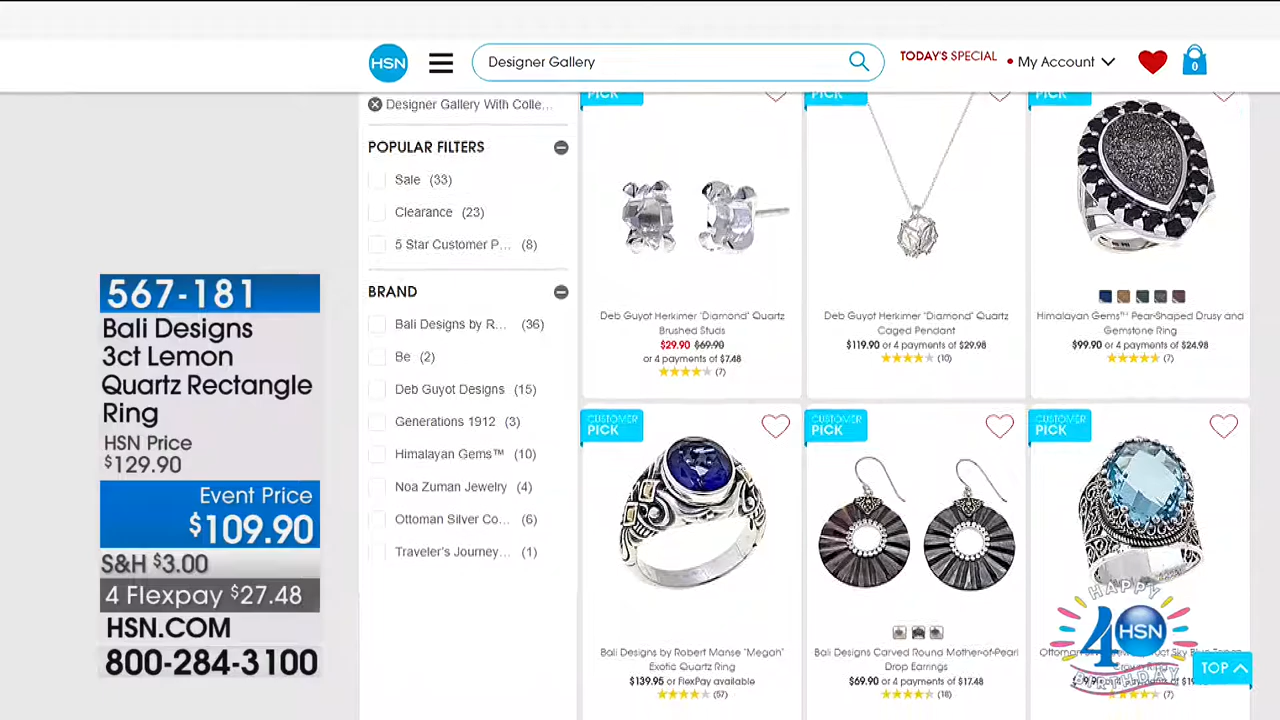 HSN
Designer Gallery
TODAY'S SPECIAL
My Account
0
Designer Gallery With Colle...
POPULAR FILTERS
Sale (33)
Clearance (23)
5 Star Customer P... (8)
BRAND
Bali Designs by R... (36)
Be (2)
Deb Guyot Designs (15)
Generations 1912 (3)
Himalayan Gems™ (10)
Noa Zuman Jewelry (4)
Ottoman Silver Co... (6)
Traveler's Journey... (1)
567-181
Bali Designs
3ct Lemon
Quartz Rectangle
Ring
HSN Price
$129.90
Event Price
$109.90
S&H $3.00
4 Flexpay $27.48
HSN.COM
800-284-3100
PICK
Deb Guyot Herkimer "Diamond" Quartz
Brushed Studs
$29.90 $69.90
or 4 payments of $7.48
(7)
PICK
Deb Guyot Herkimer "Diamond" Quartz
Caged Pendant
$119.90 or 4 payments of $29.98
(10)
PICK
Himalayan Gems™ Pear-Shaped Drusy and
Gemstone Ring
$99.90 or 4 payments of $24.98
(7)
CUSTOMER
PICK
Bali Designs by Robert Manse "Megah"
Exotic Quartz Ring
$139.95 or FlexPay available
(57)
CUSTOMER
PICK
Bali Designs Carved Round Mother-of-Pearl
Drop Earrings
$69.90 or 4 payments of $17.48
(18)
CUSTOMER
PICK
(7)
HAPPY
40
HSN
BIRTHDAY
TOP